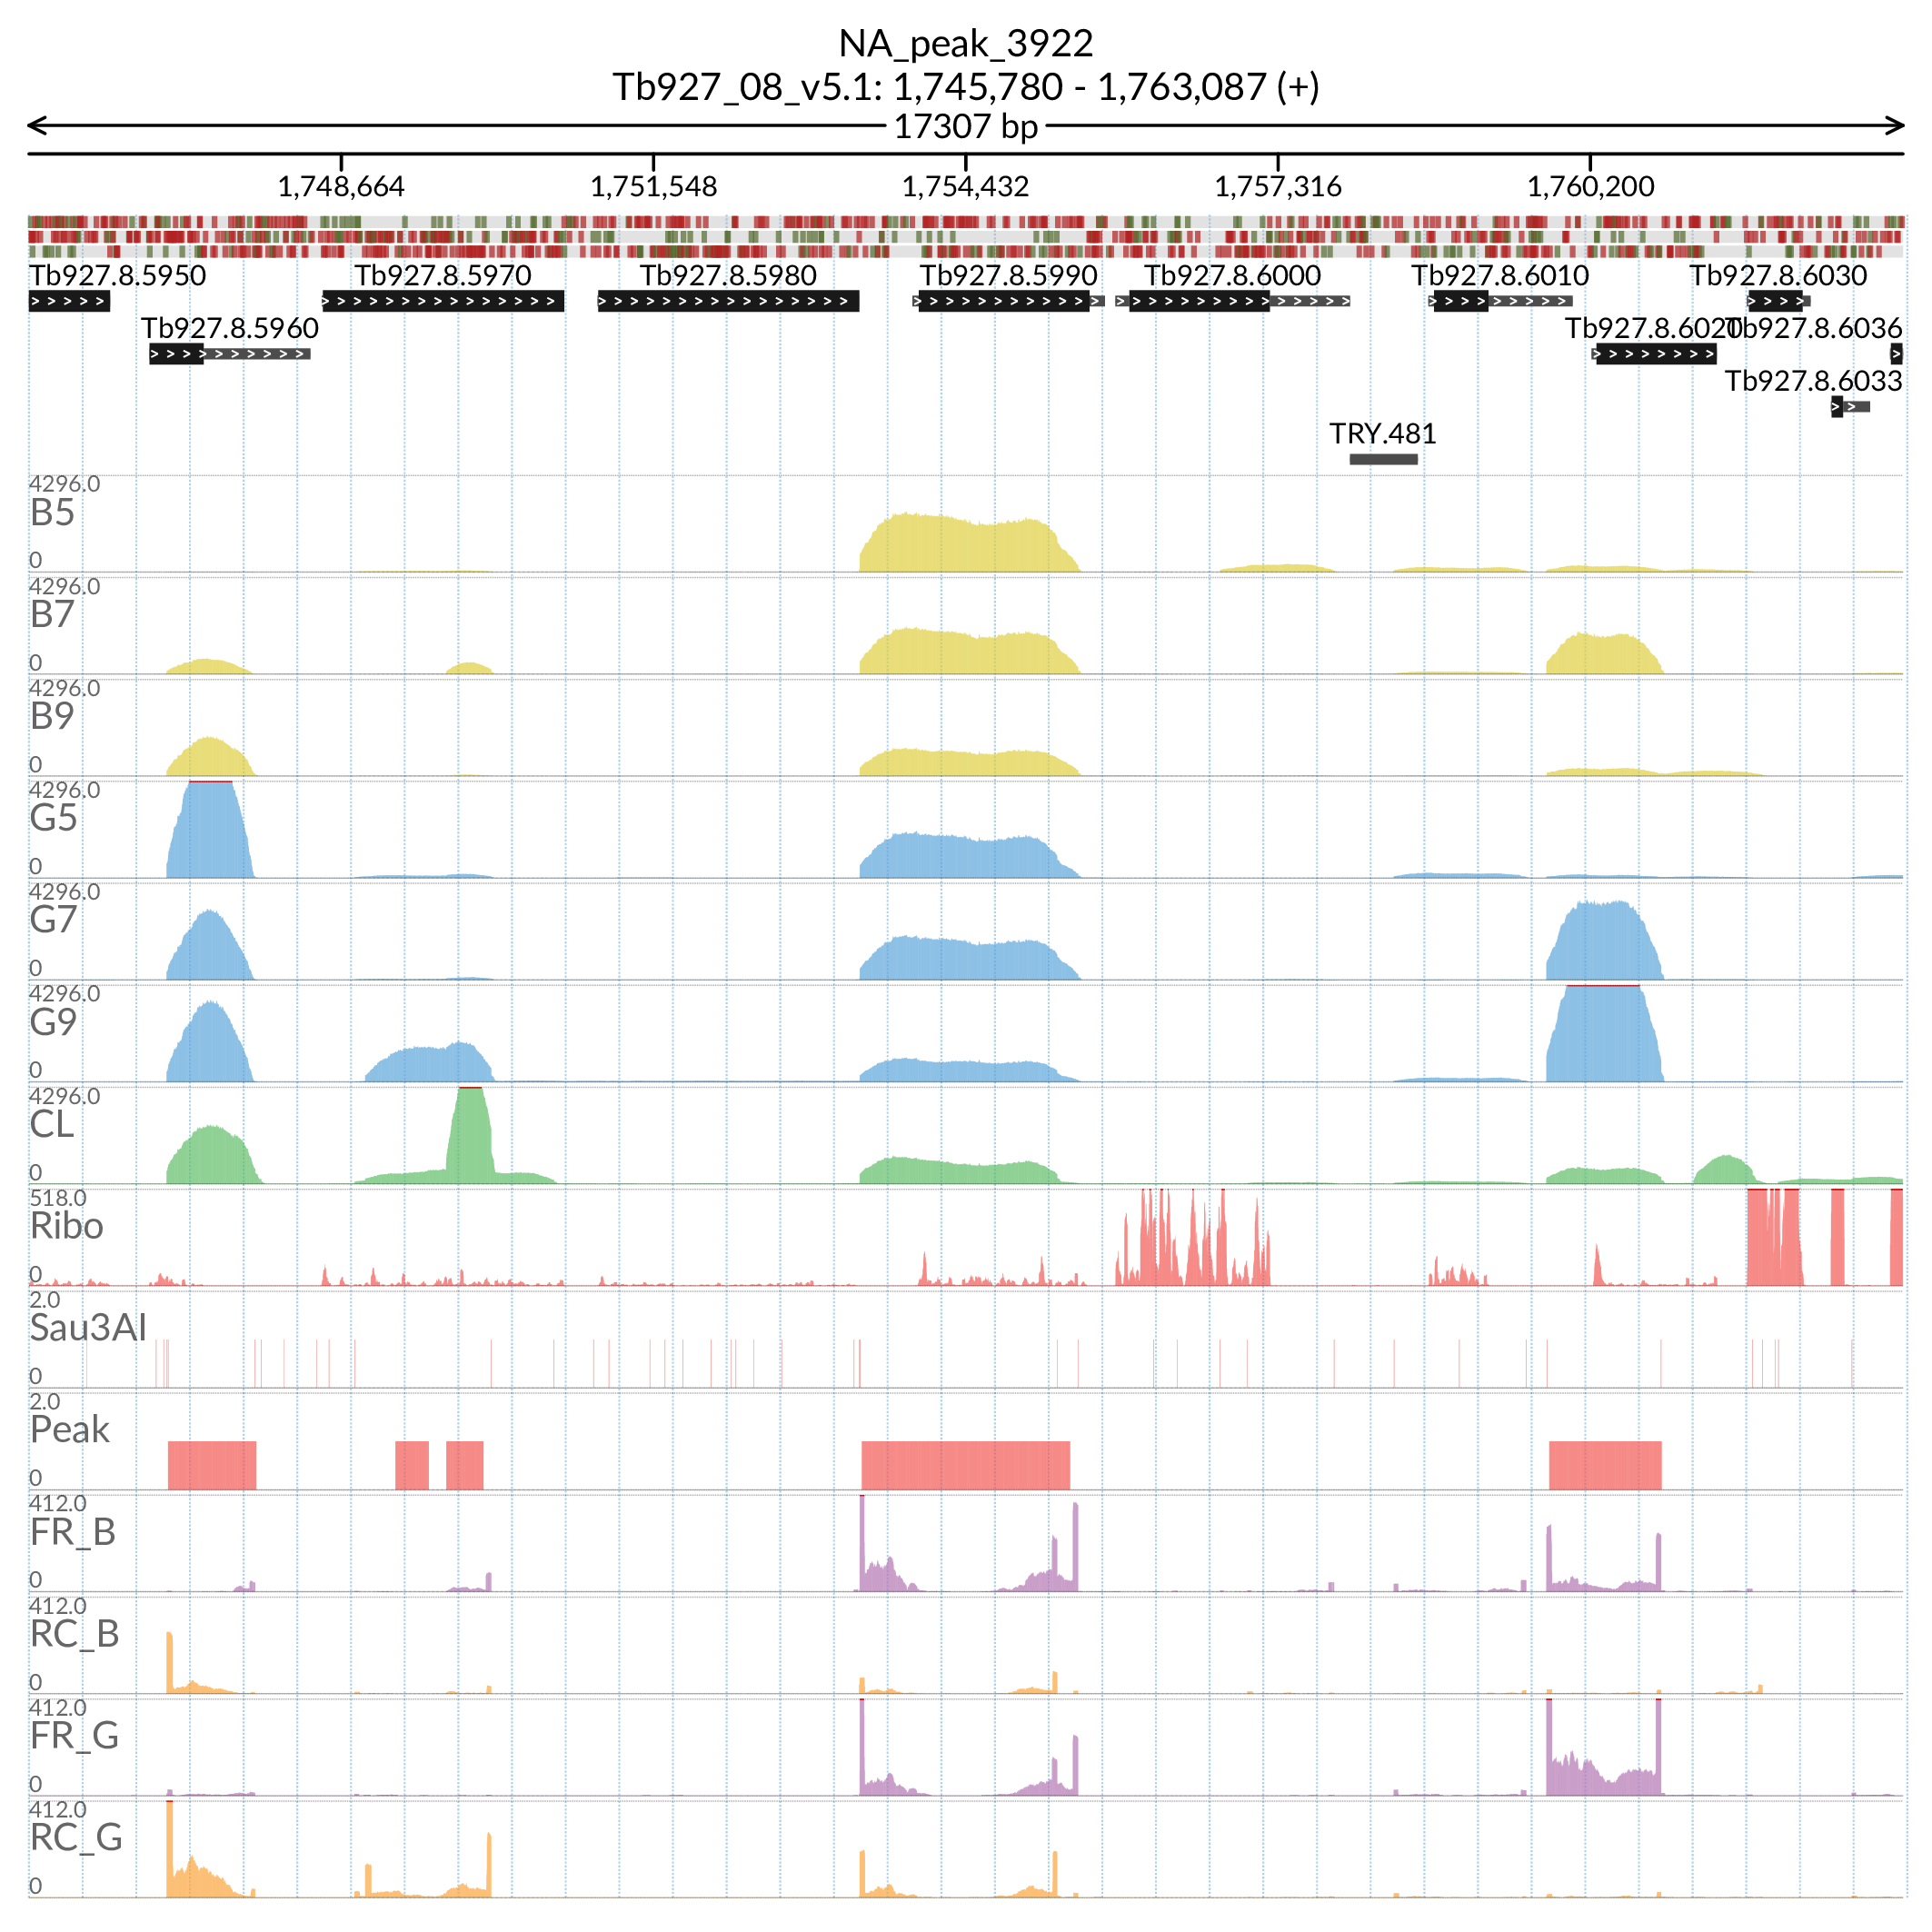 NA_peak_3922
Tb927_08_v5.1: 1,745,780 - 1,763,087 (+)
17307 bp
1,748,664 1,751,548 1,754,432 1,757,316 1,760,200
Tb927.8.5950 Tb927.8.5970 Tb927.8.5980 Tb927.8.5990 Tb927.8.6000 Tb927.8.6010 Tb927.8.6030
Tb927.8.5960 Tb927.8.6020 Tb927.8.6036
Tb927.8.6033
TRY.481
4296.0
B5
0
4296.0
B7
0
4296.0
B9
0
4296.0
G5
0
4296.0
G7
0
4296.0
G9
0
4296.0
CL
0
518.0
Ribo
0
2.0
Sau3AI
0
2.0
Peak
0
412.0
FR_B
0
412.0
RC_B
0
412.0
FR_G
0
412.0
RC_G
0